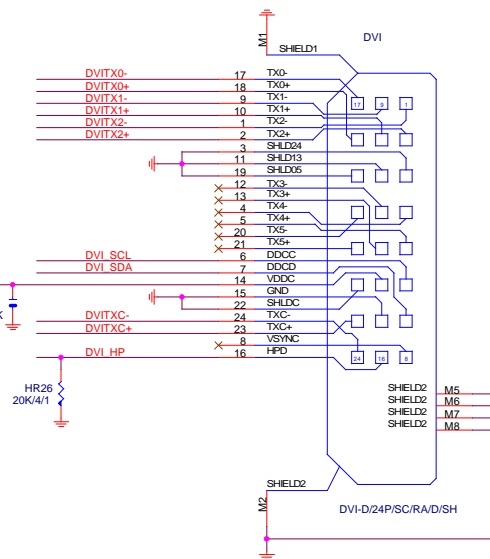 M1
SHIELD1
DVI
DVITX0- 17 TX0-
DVITX0+ 18 TX0+
DVITX1- 9 TX1-
DVITX1+ 10 TX1+
DVITX2- 1 TX2-
DVITX2+ 2 TX2+
3 SHLD24
11 SHLD13
19 SHLD05
12 TX3-
13 TX3+
4 TX4-
5 TX4+
20 TX5-
21 TX5+
DVI_SCL 6 DDCC
DVI_SDA 7 DDCD
14 VDDC
15 GND
22 SHLDC
DVITXC- 24 TXC-
DVITXC+ 23 TXC+
8 VSYNC
DVI_HP 16 HPD
17 9 1
24 16 8
HR26
20K/4/1
SHIELD2 M5
SHIELD2 M6
SHIELD2 M7
SHIELD2 M8
SHIELD2
M2
DVI-D/24P/SC/RA/D/SH